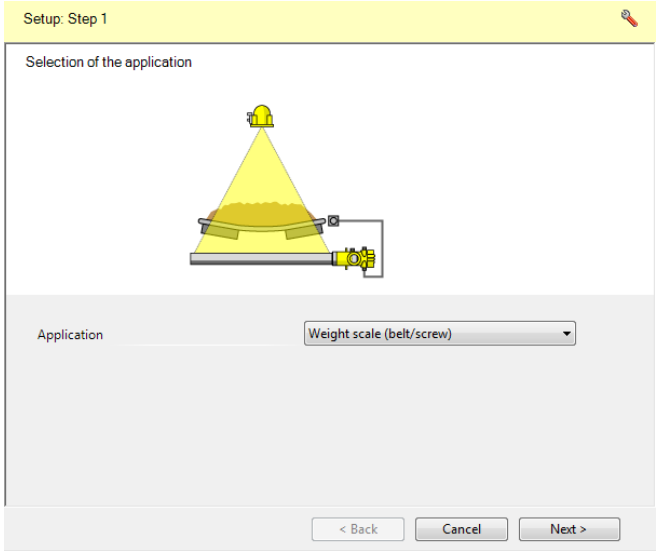 Setup: Step 1
Selection of the application
Application
Weight scale (belt/screw)
< Back
Cancel
Next >